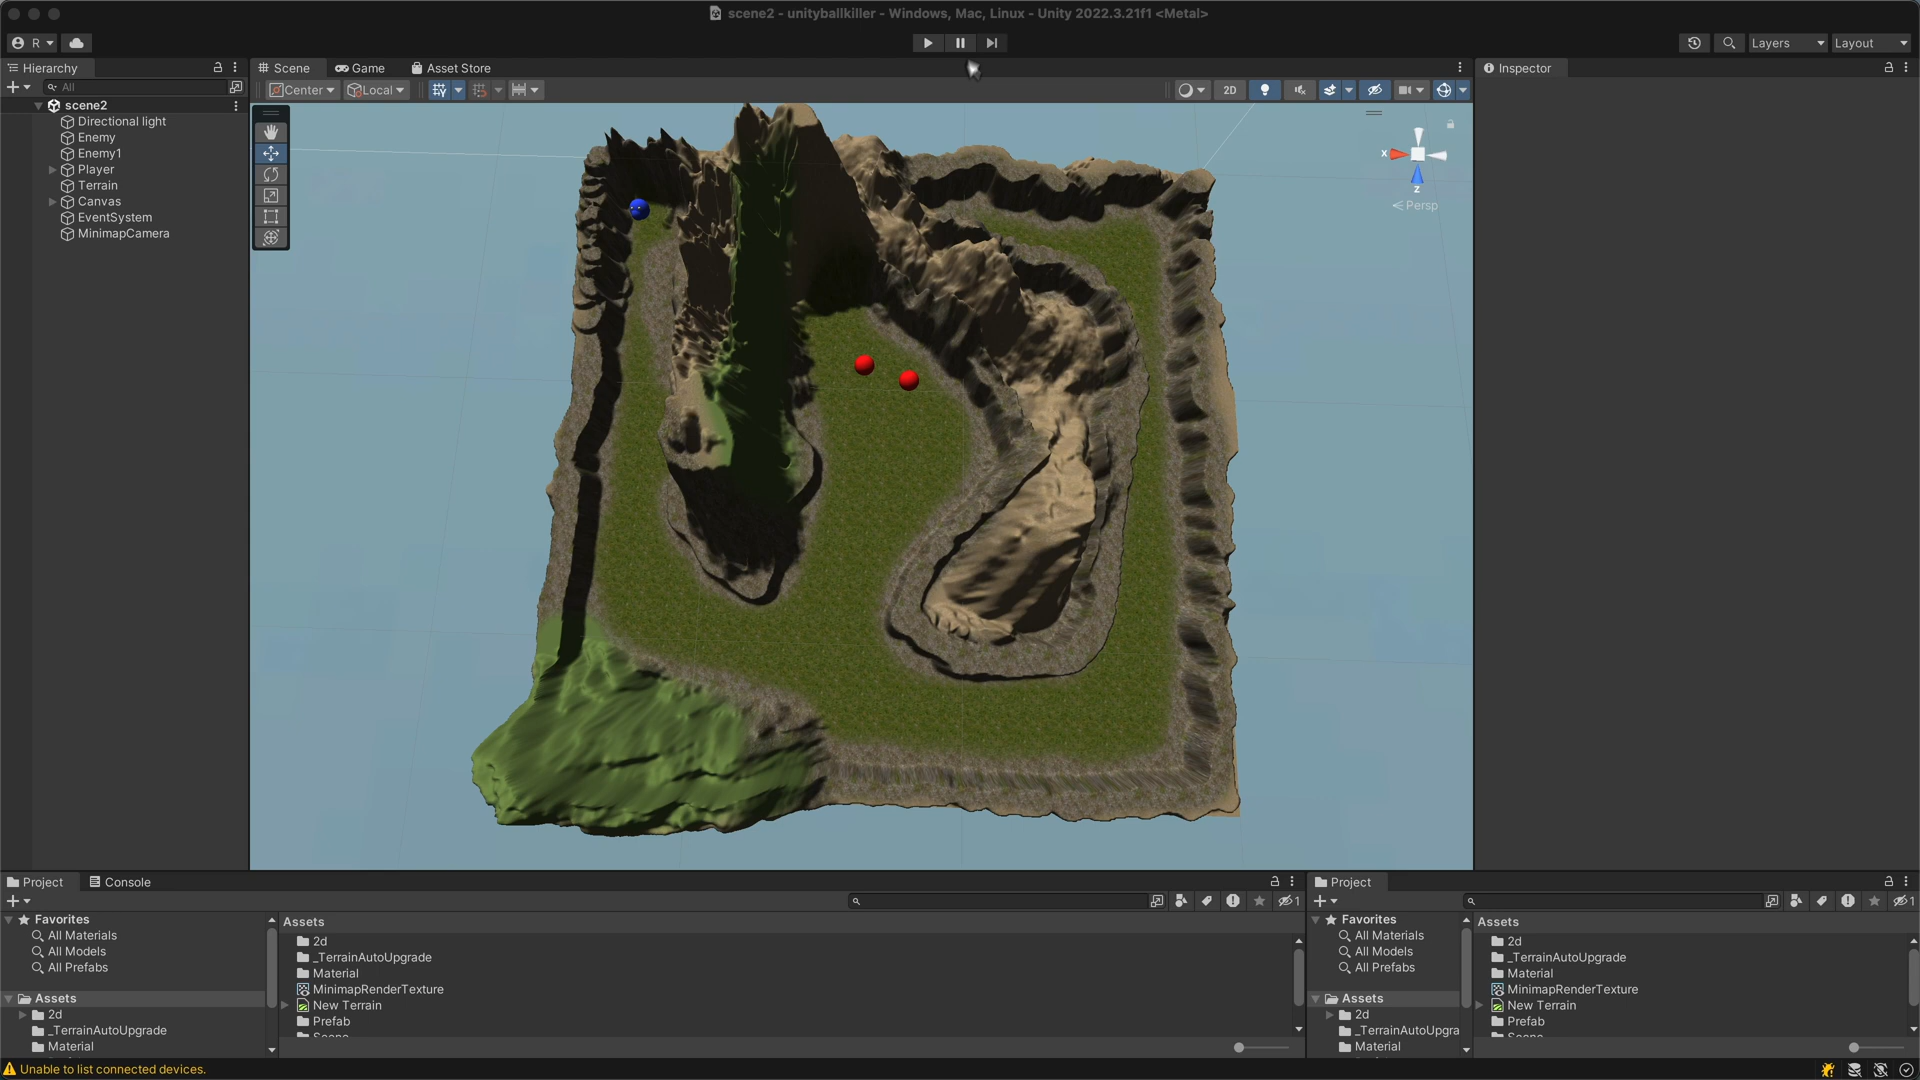 scene2 - unityballkiller - Windows, Mac, Linux - Unity 2022.3.21f1 <Metal>
R
Layers
Layout
Hierarchy
All
scene2
Directional light
Enemy
Enemy1
Player
Terrain
Canvas
EventSystem
MinimapCamera
Scene
Game
Asset Store
Center
Local
2D
x
z
Persp
Inspector
Project
Console
1
Favorites
All Materials
All Models
All Prefabs
Assets
2d
_TerrainAutoUpgrade
Material
Assets
2d
_TerrainAutoUpgrade
Material
MinimapRenderTexture
New Terrain
Prefab
Project
1
Favorites
All Materials
All Models
All Prefabs
Assets
2d
_TerrainAutoUpgra
Material
Assets
2d
_TerrainAutoUpgrade
Material
MinimapRenderTexture
New Terrain
Prefab
Unable to list connected devices.